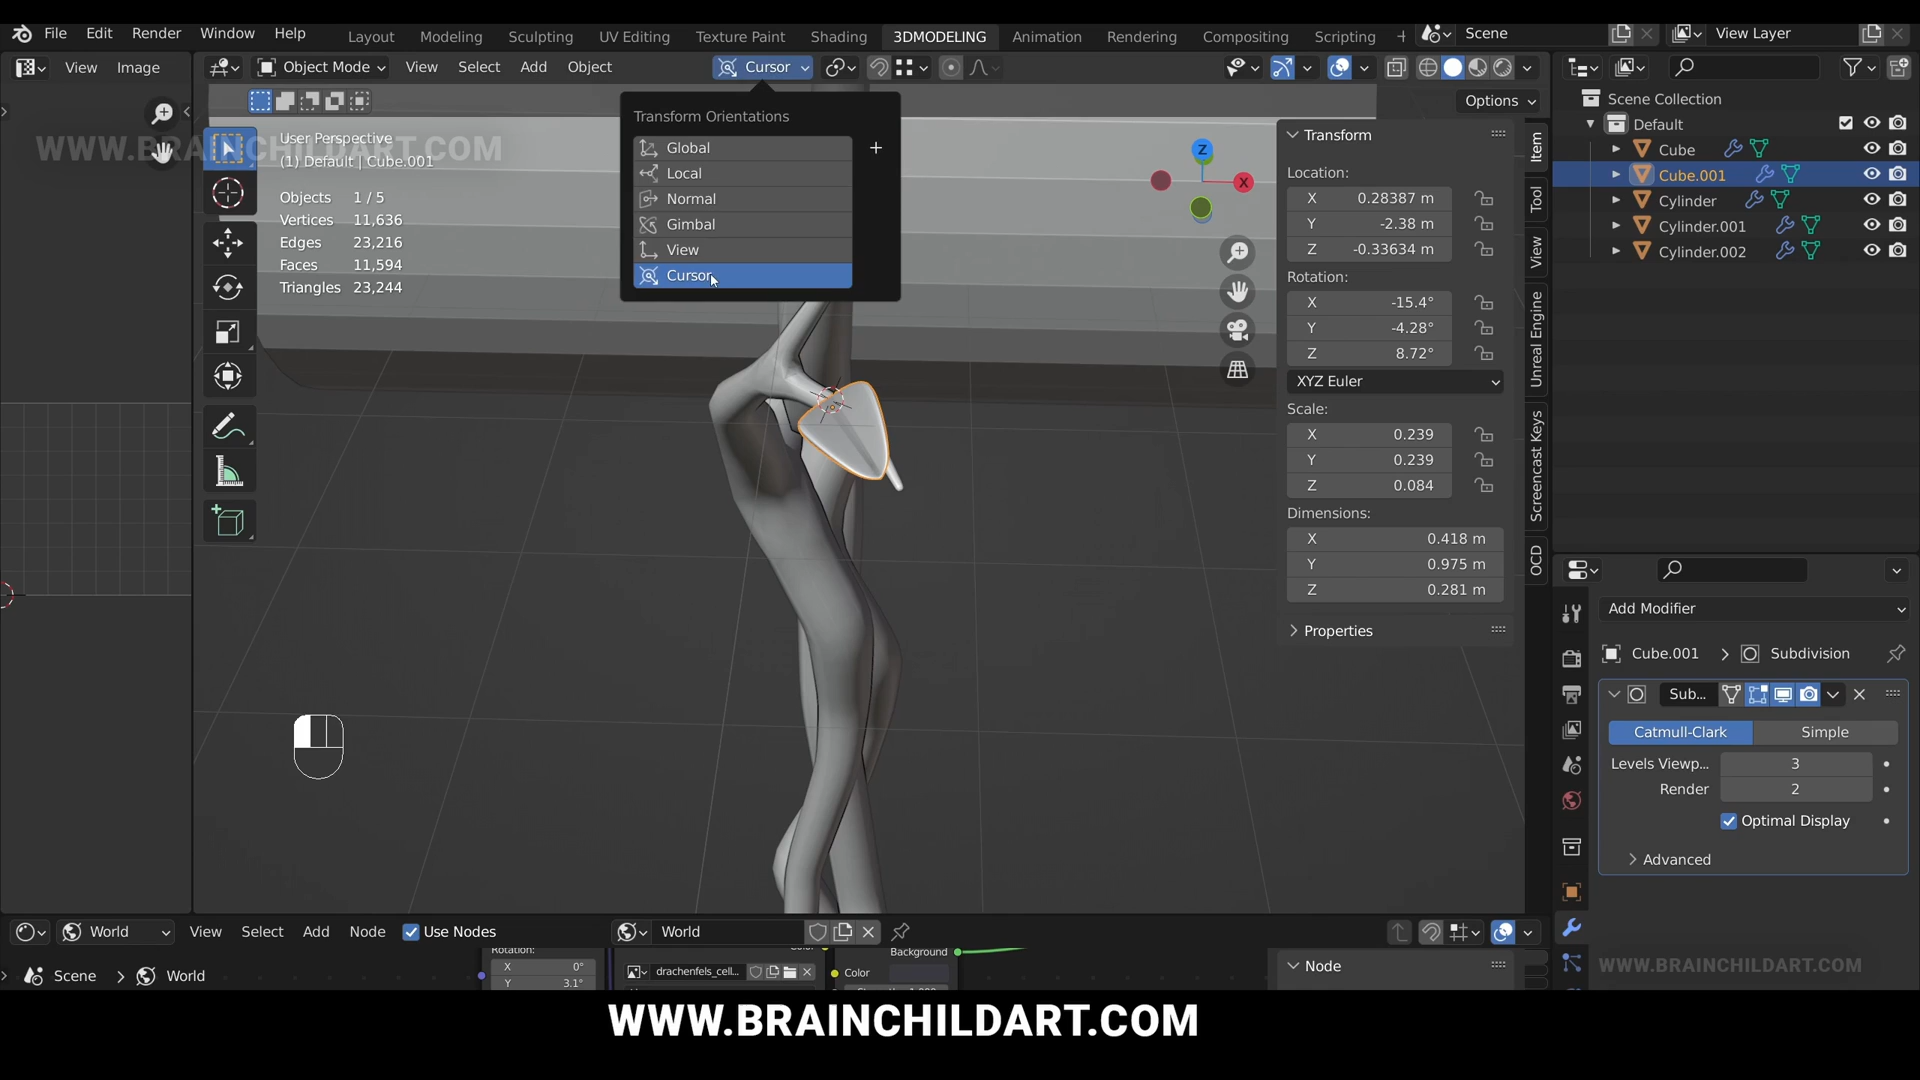 File Edit Render Window Help
Layout Modeling Sculpting UV Editing Texture Paint Shading 3DMODELING Animation Rendering Compositing Scripting +
Scene View Layer
View Image
Object Mode View Select Add Object Cursor
Options
WWW.BRAINCHILDART.COM
User Perspective
(1) Default | Cube.001
Objects 1 / 5
Vertices 11,636
Edges 23,216
Faces 11,594
Triangles 23,244
Transform Orientations
Global +
Local
Normal
Gimbal
View
Cursor
Z
X
Transform
Location:
X 0.28387 m
Y -2.38 m
Z -0.33634 m
Rotation:
X -15.4°
Y -4.28°
Z 8.72°
XYZ Euler
Scale:
X 0.239
Y 0.239
Z 0.084
Dimensions:
X 0.418 m
Y 0.975 m
Z 0.281 m
Properties
Item
Tool
View
Unreal Engine
Screencast Keys
OCD
Scene Collection
Default
Cube
Cube.001
Cylinder
Cylinder.001
Cylinder.002
Add Modifier
Cube.001 > Subdivision
Sub...
Catmull-Clark Simple
Levels Viewp... 3
Render 2
Optimal Display
Advanced
World View Select Add Node Use Nodes World
Scene > World
Rotation:
X 0°
Y 3.1°
drachenfels_cell...
Background
Color
Node
WWW.BRAINCHILDART.COM
WWW.BRAINCHILDART.COM